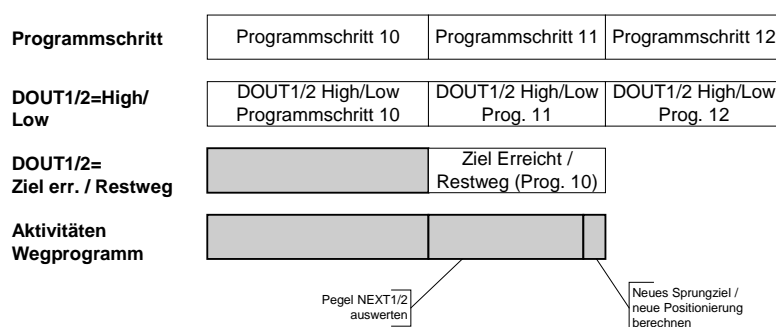 Programmschritt
Programmschritt 10
Programmschritt 11
Programmschritt 12
DOUT1/2=High/
Low
DOUT1/2 High/Low
Programmschritt 10
DOUT1/2 High/Low
Prog. 11
DOUT1/2 High/Low
Prog. 12
DOUT1/2=
Ziel err. / Restweg
Ziel Erreicht /
Restweg (Prog. 10)
Aktivitäten
Wegprogramm
Pegel NEXT1/2
auswerten
Neues Sprungziel /
neue Positionierung
berechnen